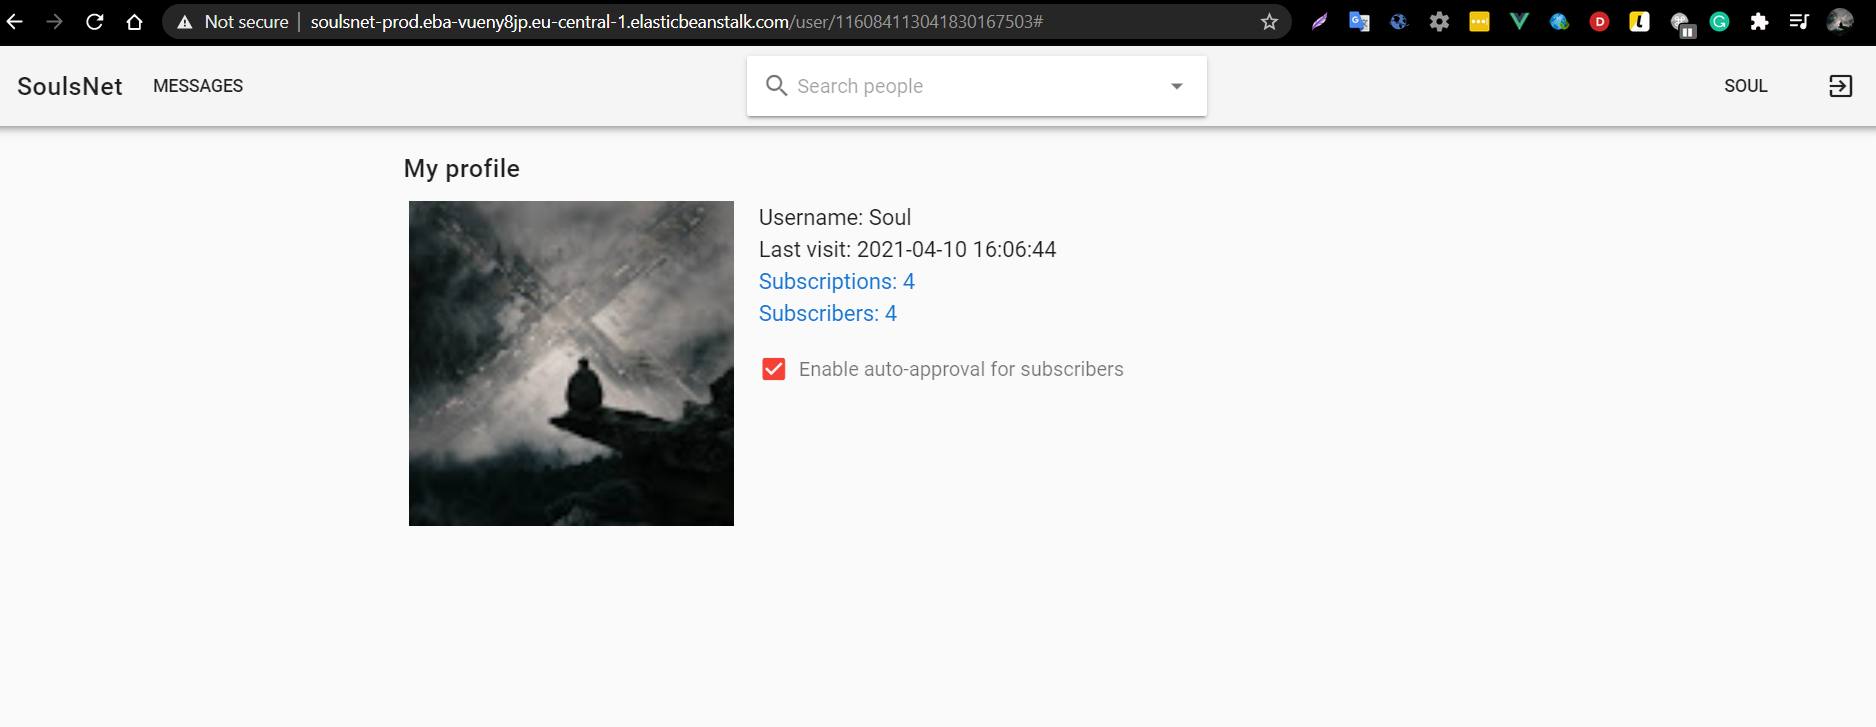 Not secure | soulsnet-prod.eba-vueny8jp.eu-central-1.elasticbeanstalk.com/user/116084113041830167503#
SoulsNet MESSAGES Search people SOUL
My profile
Username: Soul
Last visit: 2021-04-10 16:06:44
Subscriptions: 4
Subscribers: 4
Enable auto-approval for subscribers